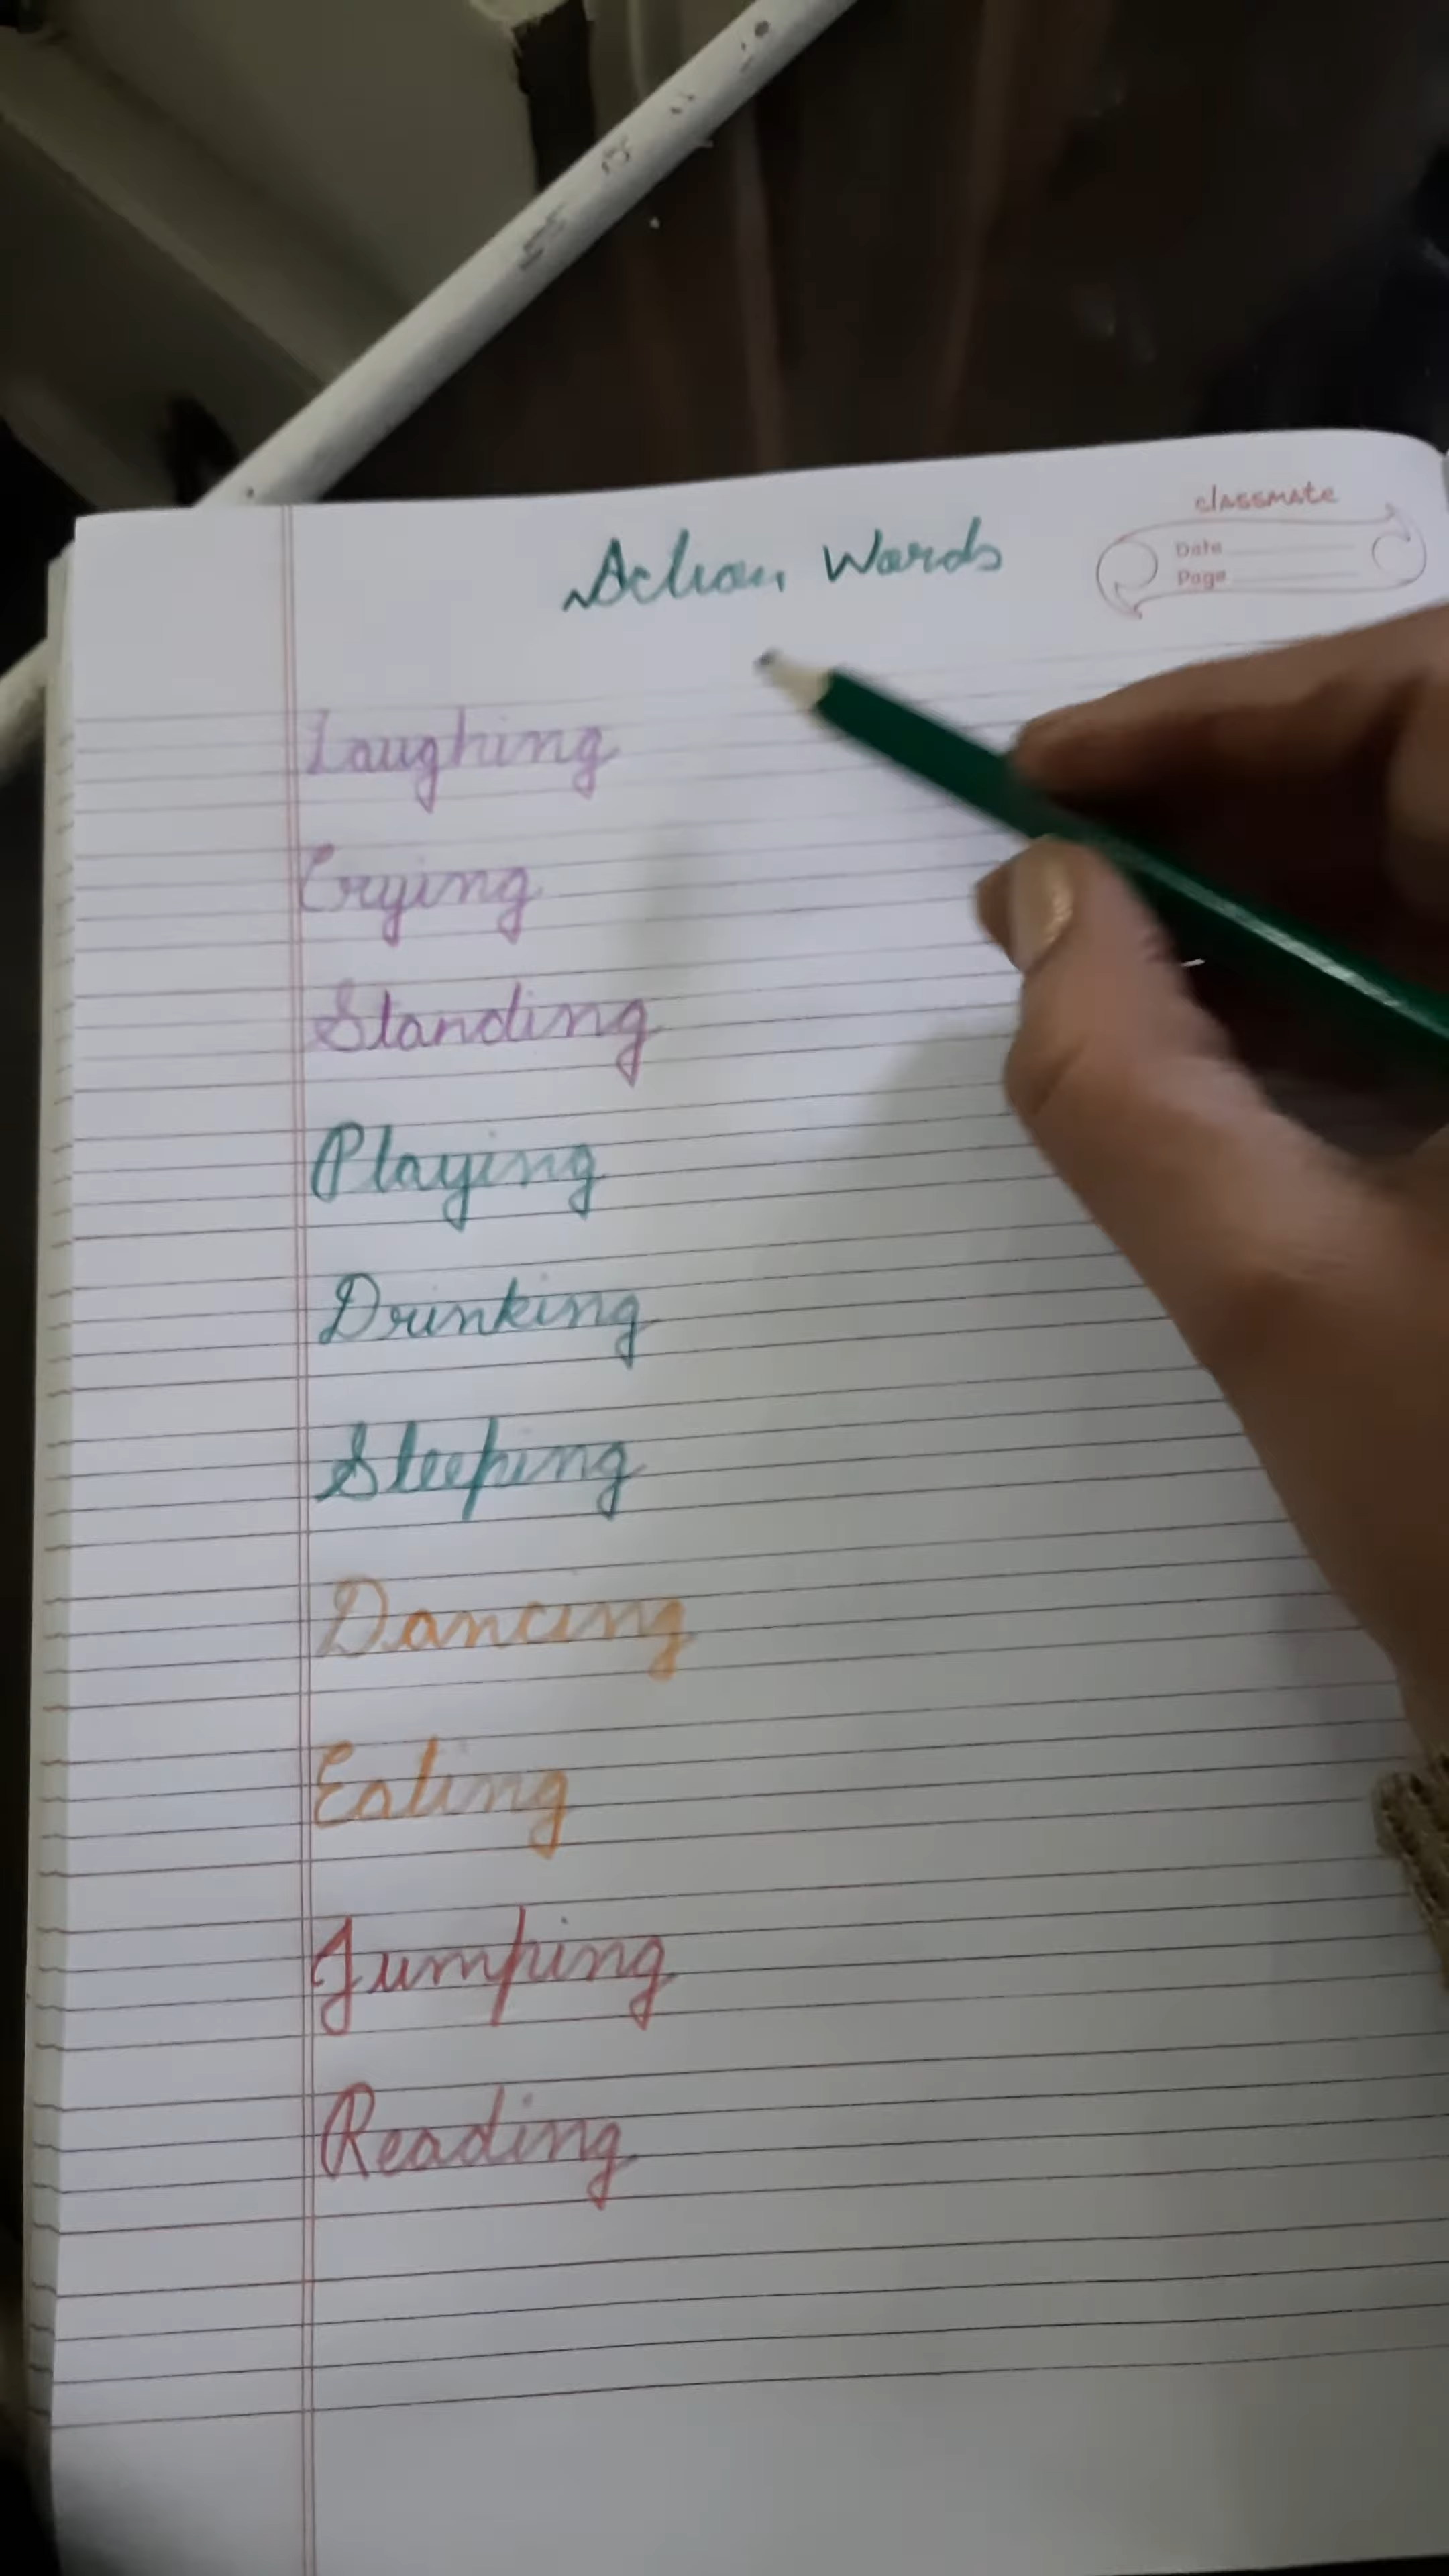 classmate
Date
Page
Action Words
Laughing
Crying
Standing
Playing
Drinking
Sleeping
Dancing
Eating
Jumping
Reading